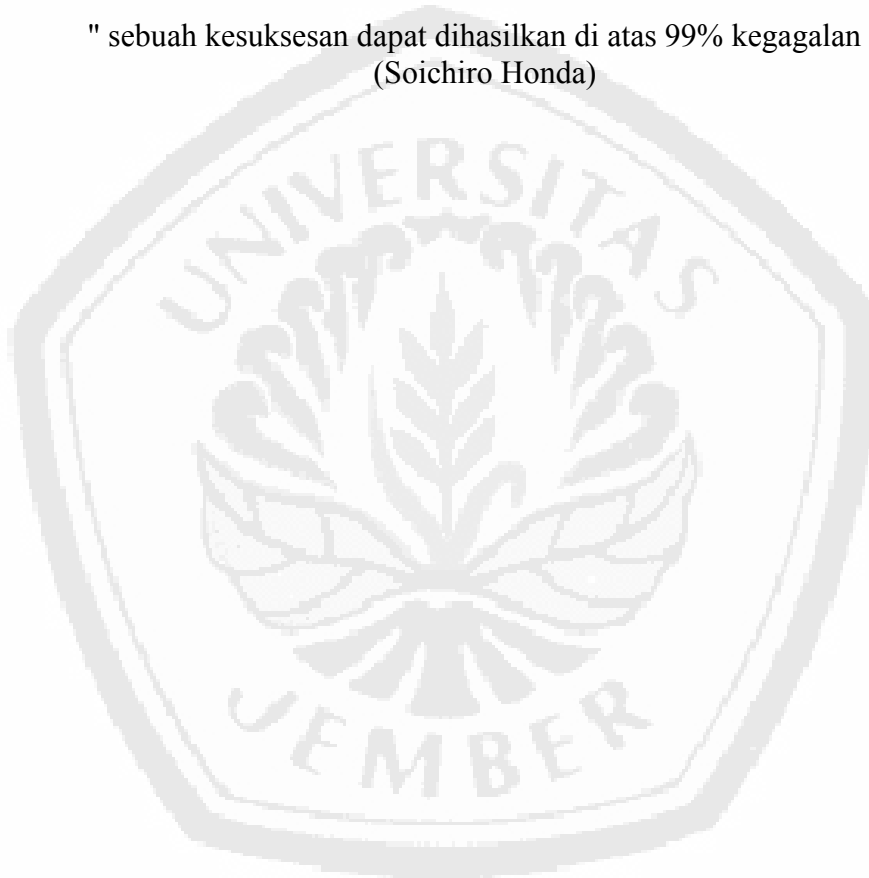 " sebuah kesuksesan dapat dihasilkan di atas 99% kegagalan
(Soichiro Honda)
UNIVERSITAS
JEMBER